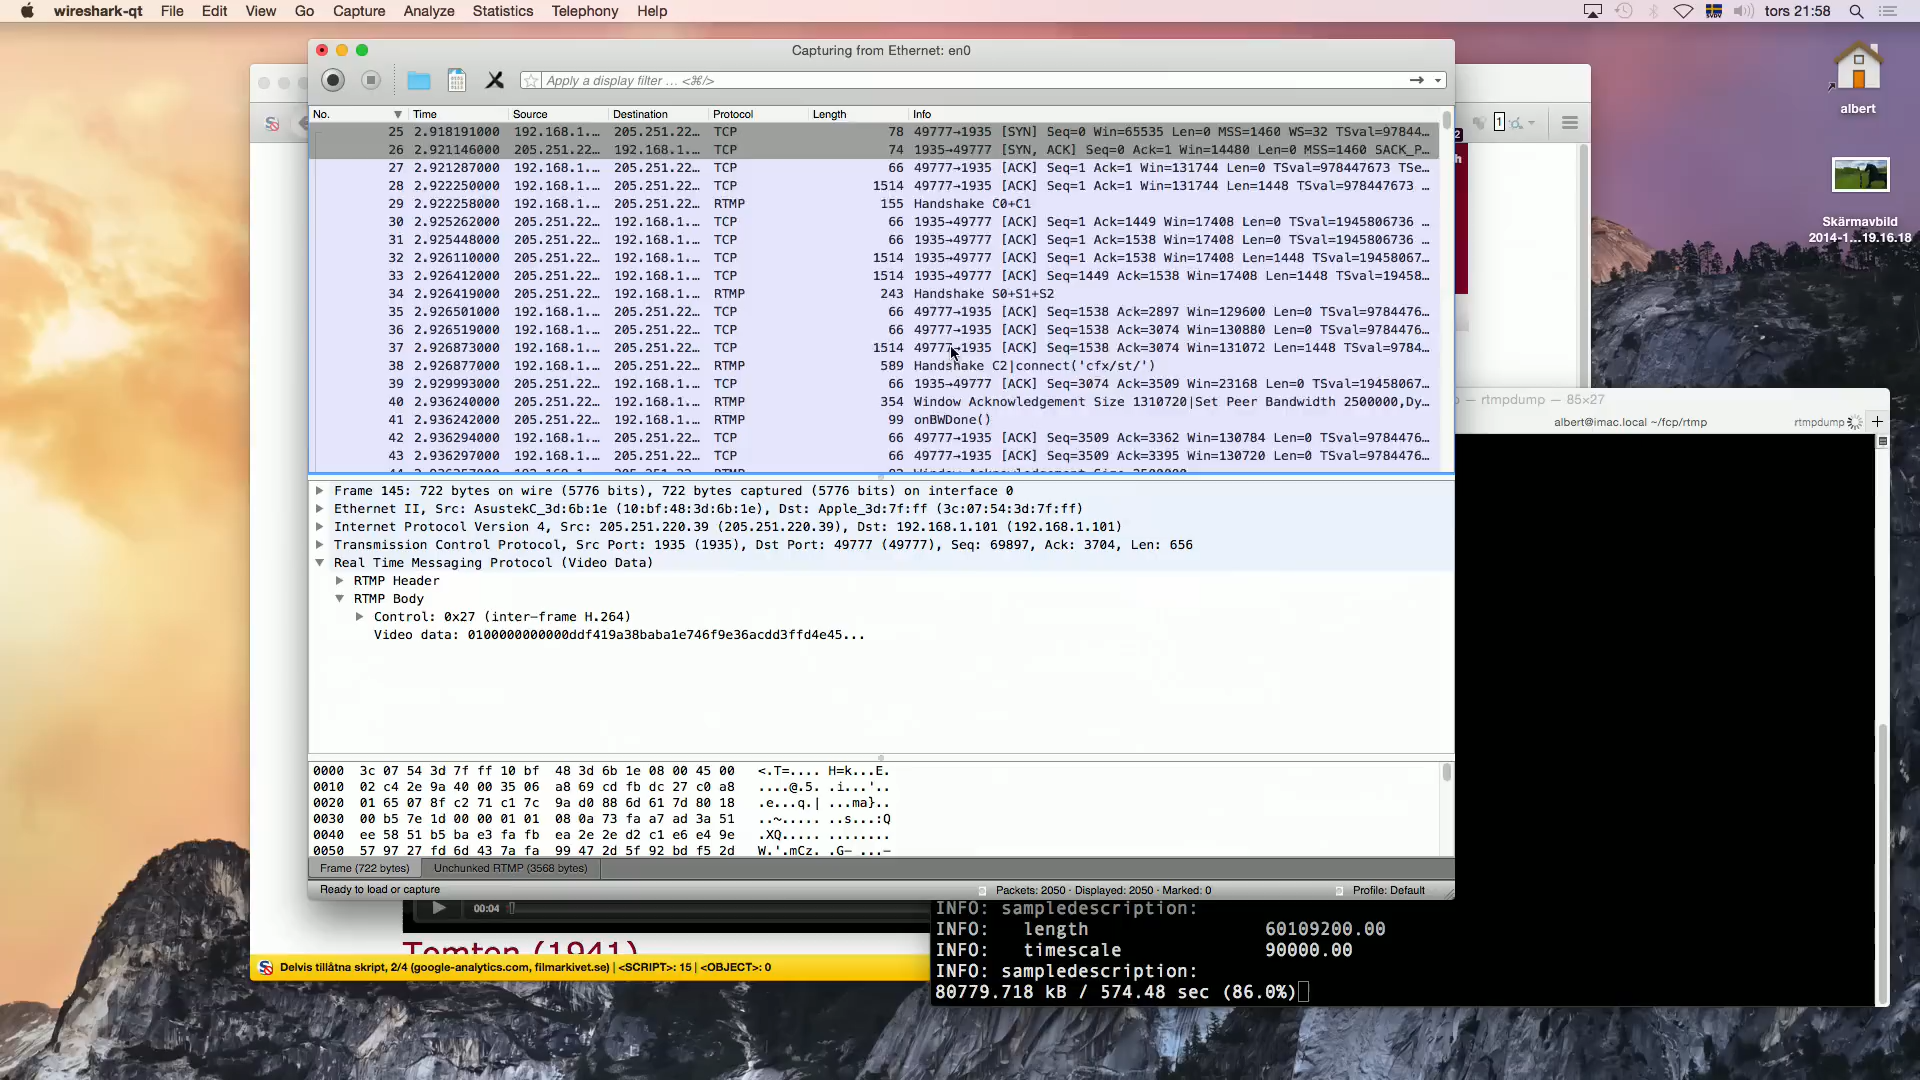 wireshark-qt File Edit View Go Capture Analyze Statistics Telephony Help tors 21:58
Capturing from Ethernet: en0
Apply a display filter ... <⌘/>
No. Time Source Destination Protocol Length Info
25 2.918191000 192.168.1.... 205.251.22... TCP 78 49777→1935 [SYN] Seq=0 Win=65535 Len=0 MSS=1460 WS=32 TSval=97844...
26 2.921146000 205.251.22... 192.168.1.... TCP 74 1935→49777 [SYN, ACK] Seq=0 Ack=1 Win=14480 Len=0 MSS=1460 SACK_P...
27 2.921287000 192.168.1.... 205.251.22... TCP 66 49777→1935 [ACK] Seq=1 Ack=1 Win=131744 Len=0 TSval=978447673 TSe...
28 2.922250000 192.168.1.... 205.251.22... TCP 1514 49777→1935 [ACK] Seq=1 Ack=1 Win=131744 Len=1448 TSval=978447673 ...
29 2.922258000 192.168.1.... 205.251.22... RTMP 155 Handshake C0+C1
30 2.925262000 205.251.22... 192.168.1.... TCP 66 1935→49777 [ACK] Seq=1 Ack=1449 Win=17408 Len=0 TSval=1945806736 ...
31 2.925448000 205.251.22... 192.168.1.... TCP 66 1935→49777 [ACK] Seq=1 Ack=1538 Win=17408 Len=0 TSval=1945806736 ...
32 2.926110000 205.251.22... 192.168.1.... TCP 1514 1935→49777 [ACK] Seq=1 Ack=1538 Win=17408 Len=1448 TSval=19458067...
33 2.926412000 205.251.22... 192.168.1.... TCP 1514 1935→49777 [ACK] Seq=1449 Ack=1538 Win=17408 Len=1448 TSval=19458...
34 2.926419000 205.251.22... 192.168.1.... RTMP 243 Handshake S0+S1+S2
35 2.926501000 192.168.1.... 205.251.22... TCP 66 49777→1935 [ACK] Seq=1538 Ack=2897 Win=129600 Len=0 TSval=9784476...
36 2.926519000 192.168.1.... 205.251.22... TCP 66 49777→1935 [ACK] Seq=1538 Ack=3074 Win=130880 Len=0 TSval=9784476...
37 2.926873000 192.168.1.... 205.251.22... TCP 1514 49777→1935 [ACK] Seq=1538 Ack=3074 Win=131072 Len=1448 TSval=9784...
38 2.926877000 192.168.1.... 205.251.22... RTMP 589 Handshake C2|connect('cfx/st/')
39 2.929993000 205.251.22... 192.168.1.... TCP 66 1935→49777 [ACK] Seq=3074 Ack=3509 Win=23168 Len=0 TSval=19458067...
40 2.936240000 205.251.22... 192.168.1.... RTMP 354 Window Acknowledgement Size 1310720|Set Peer Bandwidth 2500000,Dy...
41 2.936242000 205.251.22... 192.168.1.... RTMP 99 onBWDone()
42 2.936294000 192.168.1.... 205.251.22... TCP 66 49777→1935 [ACK] Seq=3509 Ack=3362 Win=130784 Len=0 TSval=9784476...
43 2.936297000 192.168.1.... 205.251.22... TCP 66 49777→1935 [ACK] Seq=3509 Ack=3395 Win=130720 Len=0 TSval=9784476...
Frame 145: 722 bytes on wire (5776 bits), 722 bytes captured (5776 bits) on interface 0
Ethernet II, Src: AsustekC_3d:6b:1e (10:bf:48:3d:6b:1e), Dst: Apple_3d:7f:ff (3c:07:54:3d:7f:ff)
Internet Protocol Version 4, Src: 205.251.220.39 (205.251.220.39), Dst: 192.168.1.101 (192.168.1.101)
Transmission Control Protocol, Src Port: 1935 (1935), Dst Port: 49777 (49777), Seq: 69897, Ack: 3704, Len: 656
Real Time Messaging Protocol (Video Data)
RTMP Header
RTMP Body
Control: 0x27 (inter-frame H.264)
Video data: 0100000000000ddf419a38baba1e746f9e36acdd3ffd4e45...
0000 3c 07 54 3d 7f ff 10 bf 48 3d 6b 1e 08 00 45 00 <.T=.... H=k...E.
0010 02 c4 2e 9a 40 00 35 06 a8 69 cd fb dc 27 c0 a8 ....@.5. .i...'..
0020 01 65 07 8f c2 71 c1 7c 9a d0 88 6d 61 7d 80 18 .e...q.| ...ma}..
0030 00 b5 7e 1d 00 00 01 01 08 0a 73 fa a7 ad 3a 51 ..~..... ..s...:Q
0040 ee 58 51 b5 ba e3 fa fb ea 2e 2e d2 c1 e6 e4 9e .XQ..... ........
0050 57 97 27 fd 6d 43 7a fa 99 47 2d 5f 92 bd f5 2d W.'.mCz. .G-_...-
Frame (722 bytes) Unchunked RTMP (3568 bytes)
Ready to load or capture Packets: 2050 · Displayed: 2050 · Marked: 0 Profile: Default
00:04
Tomten (1941)
Delvis tillåtna skript, 2/4 (google-analytics.com, filmarkivet.se) | <SCRIPT>: 15 | <OBJECT>: 0
— rtmpdump — 85×27
albert@imac.local ~/fcp/rtmp rtmpdump
INFO: sampledescription:
INFO: length 60109200.00
INFO: timescale 90000.00
INFO: sampledescription:
80779.718 kB / 574.48 sec (86.0%)
albert
Skärmavbild
2014-1...19.16.18